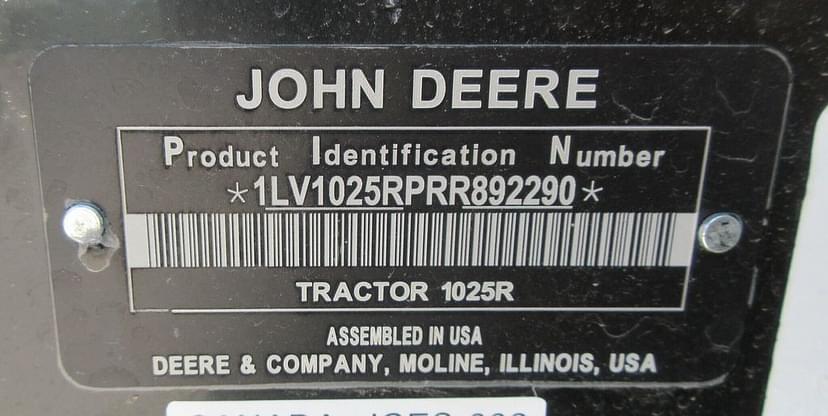 JOHN DEERE
Product Identification Number
*1LV1025RPRR892290*
TRACTOR 1025R
ASSEMBLED IN USA
DEERE & COMPANY, MOLINE, ILLINOIS, USA